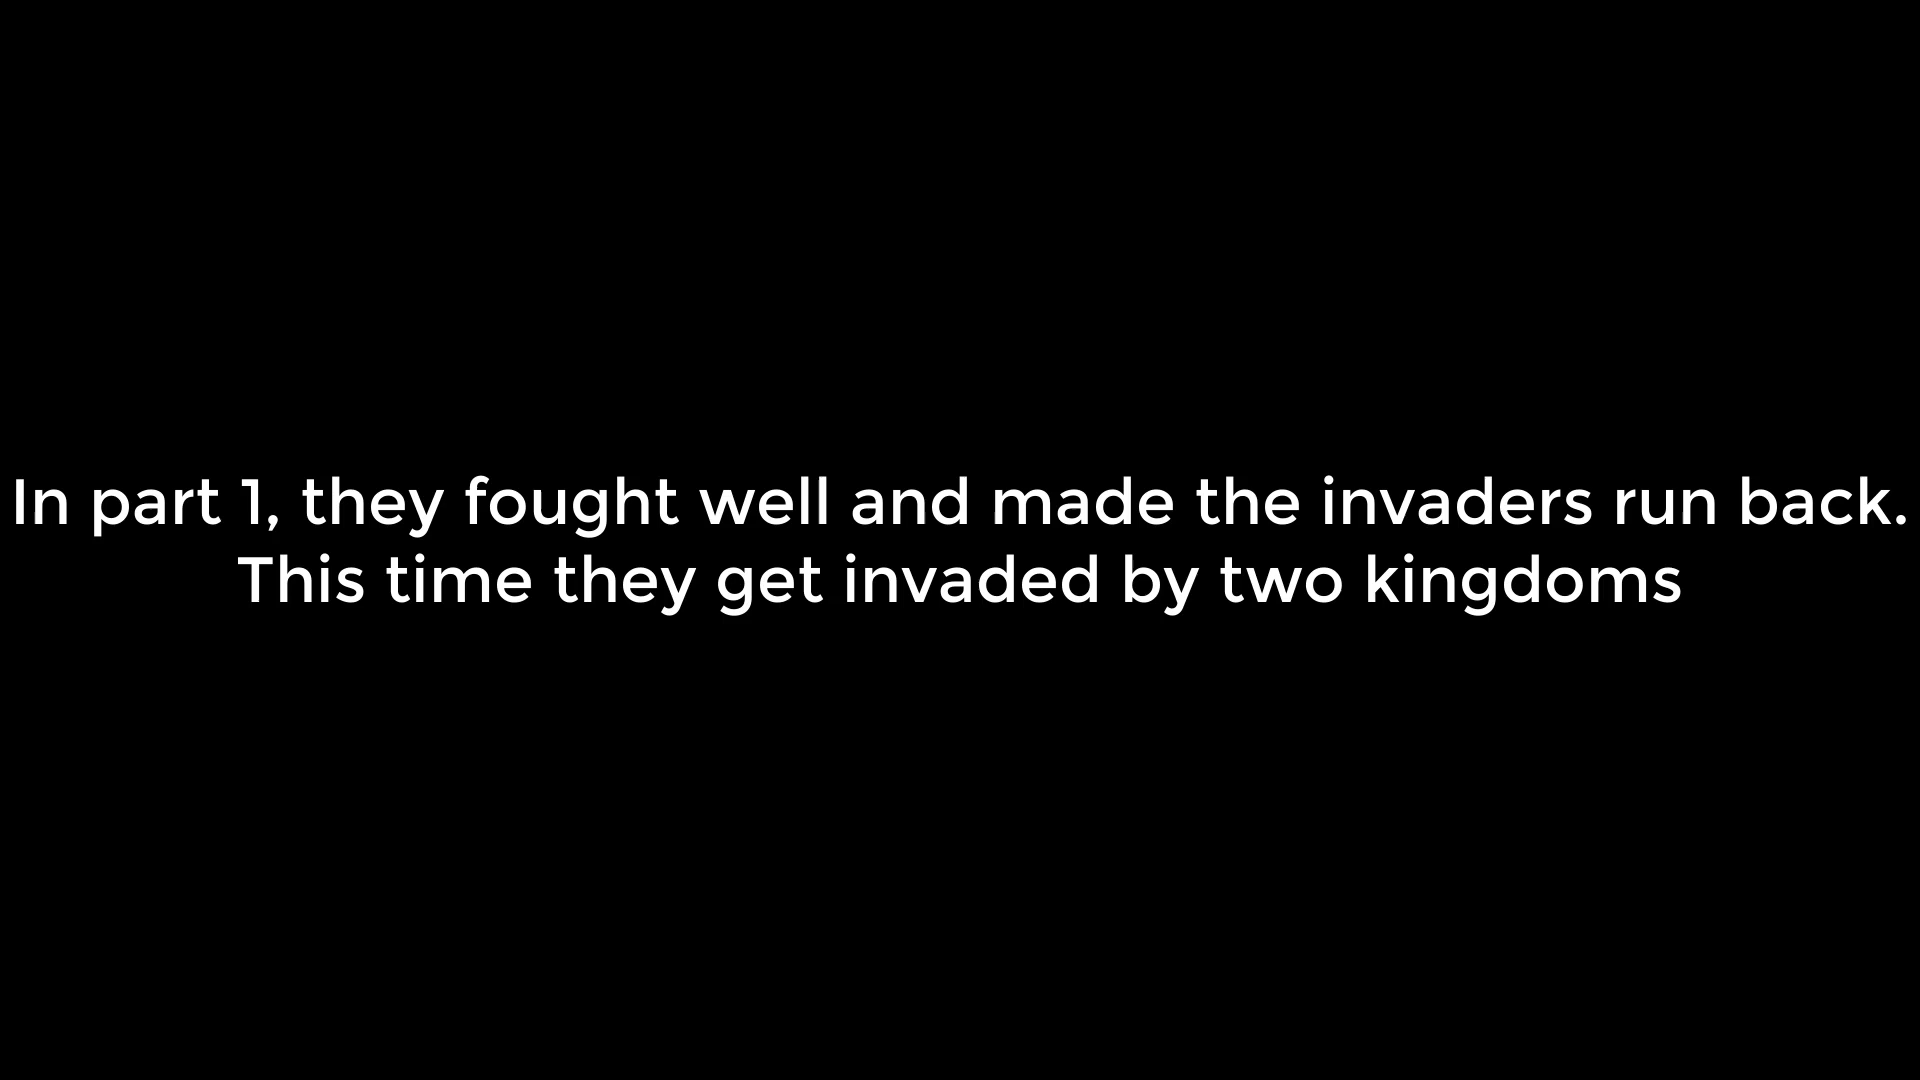 In part 1, they fought well and made the invaders run back.
This time they get invaded by two kingdoms